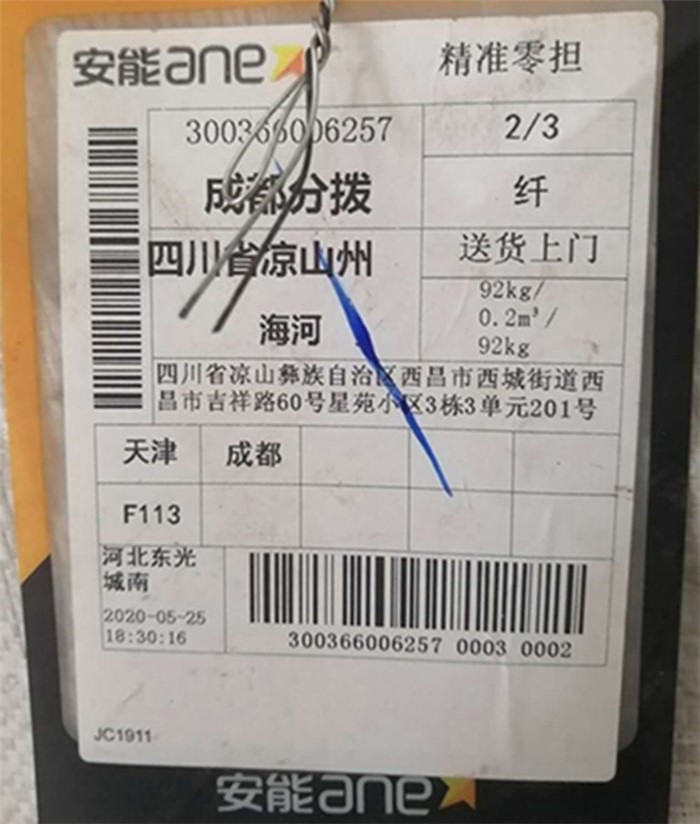 安能ane
精准零担
300366006257
2/3
成都分拨
纤
四川省凉山州
送货上门
海河
92kg/
0.2m³/
92kg
四川省凉山彝族自治区西昌市西城街道西
昌市吉祥路60号星苑小区3栋3单元201号
天津 成都
F113
河北东光
城南
2020-05-25
18:30:16
300366006257 0003 0002
JC1911
安能ane